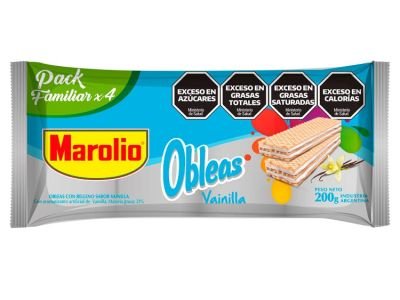 Pack
Familiar x 4
EXCESO EN
AZÚCARES
Ministerio
de Salud
EXCESO EN
GRASAS
TOTALES
Ministerio
de Salud
EXCESO EN
GRASAS
SATURADAS
Ministerio
de Salud
EXCESO EN
CALORÍAS
Ministerio
de Salud
Marolio
Obleas
Vainilla
OBLEAS CON RELLENO SABOR VAINILLA
PESO NETO
200g
INDUSTRIA
ARGENTINA